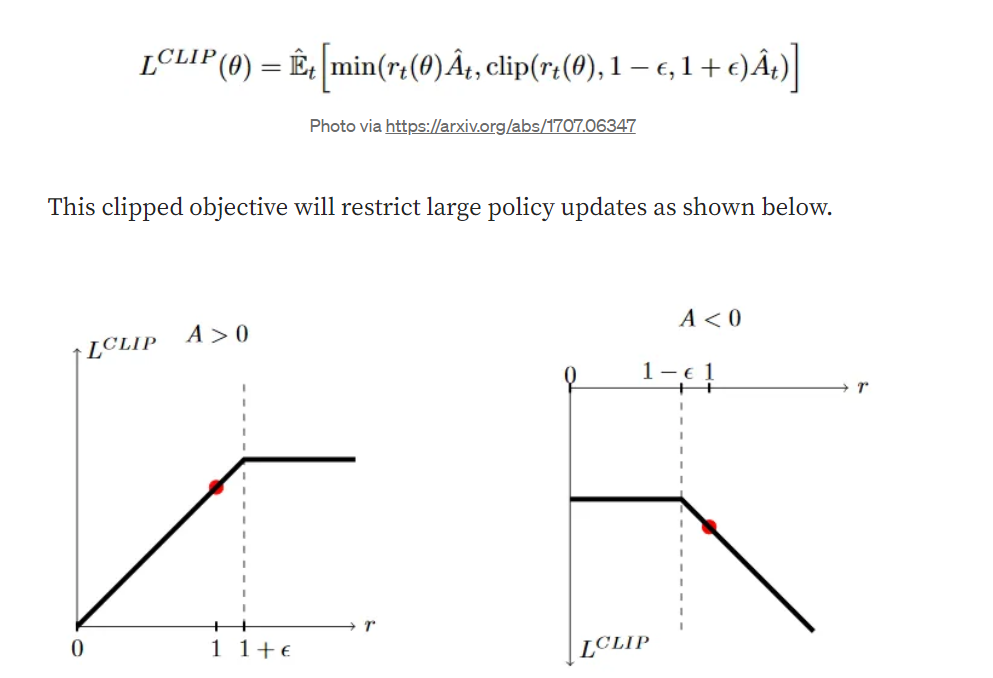 L^{CLIP}(θ) = Ê_t[min(r_t(θ)Â_t, clip(r_t(θ), 1 − ϵ, 1 + ϵ)Â_t)]
Photo via https://arxiv.org/abs/1707.06347
This clipped objective will restrict large policy updates as shown below.
L^{CLIP} A > 0
0 1 1 + ϵ r
A < 0
0 1 − ϵ 1 r
L^{CLIP}